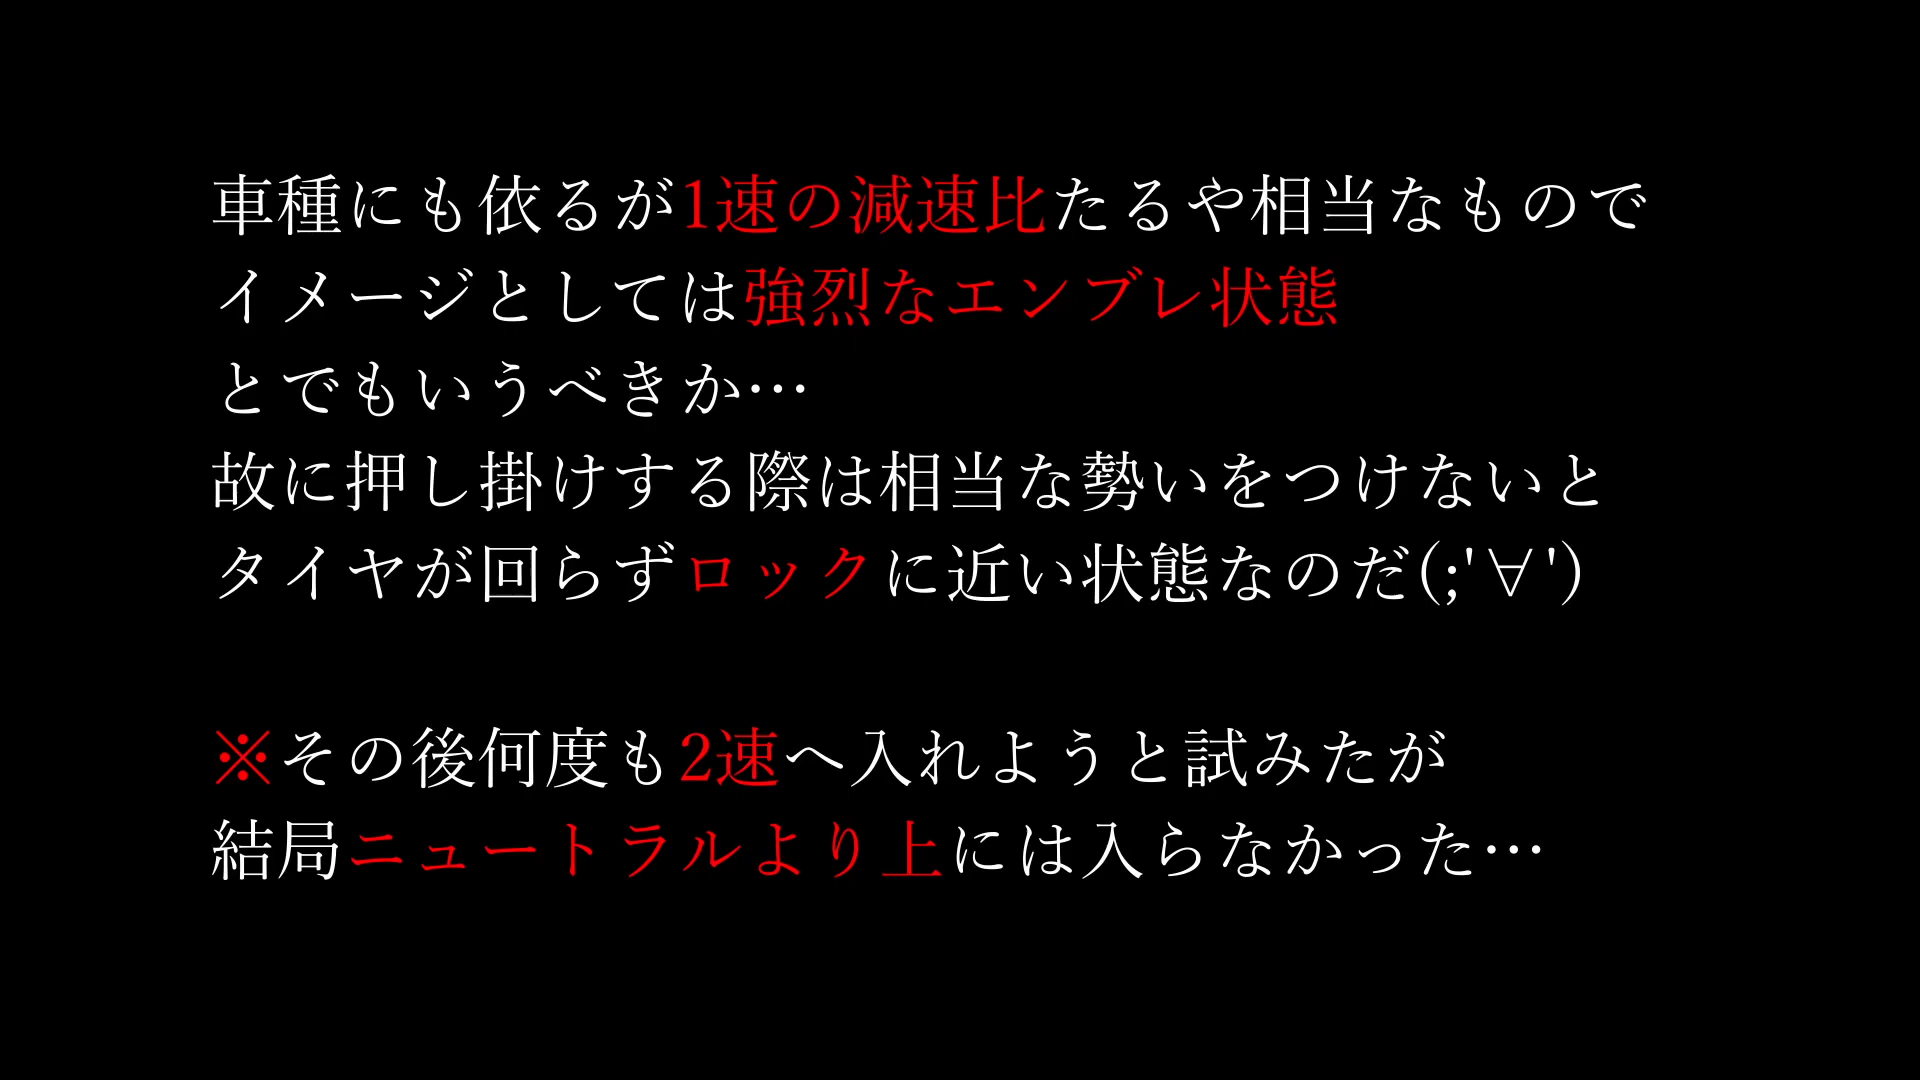 車種にも依るが1速の減速比たるや相当なもので
イメージとしては強烈なエンブレ状態
とでもいうべきか…
故に押し掛けする際は相当な勢いをつけないと
タイヤが回らずロックに近い状態なのだ(;'∀')
※その後何度も2速へ入れようと試みたが
結局ニュートラルより上には入らなかった…